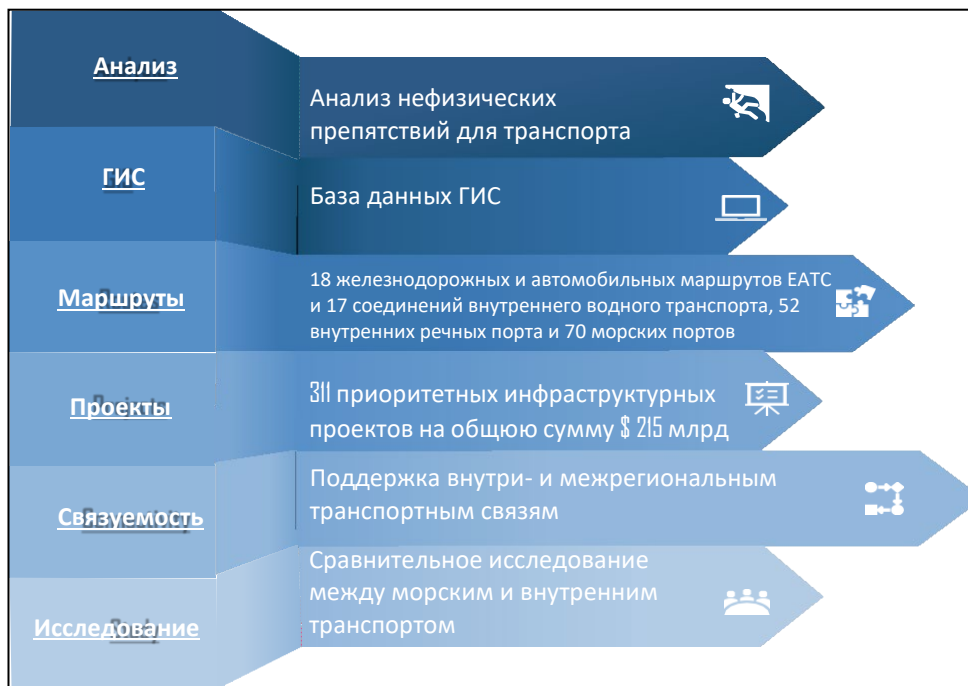 Анализ
Анализ нефизических
препятствий для транспорта
ГИС
База данных ГИС
Маршруты
18 железнодорожных и автомобильных маршрутов ЕАТС
и 17 соединений внутреннего водного транспорта, 52
внутренних речных порта и 70 морских портов
Проекты
311 приоритетных инфраструктурных
проектов на общую сумму $ 215 млрд
Связуемость
Поддержка внутри- и межрегиональным
транспортным связям
Исследование
Сравнительное исследование
между морским и внутренним
транспортом